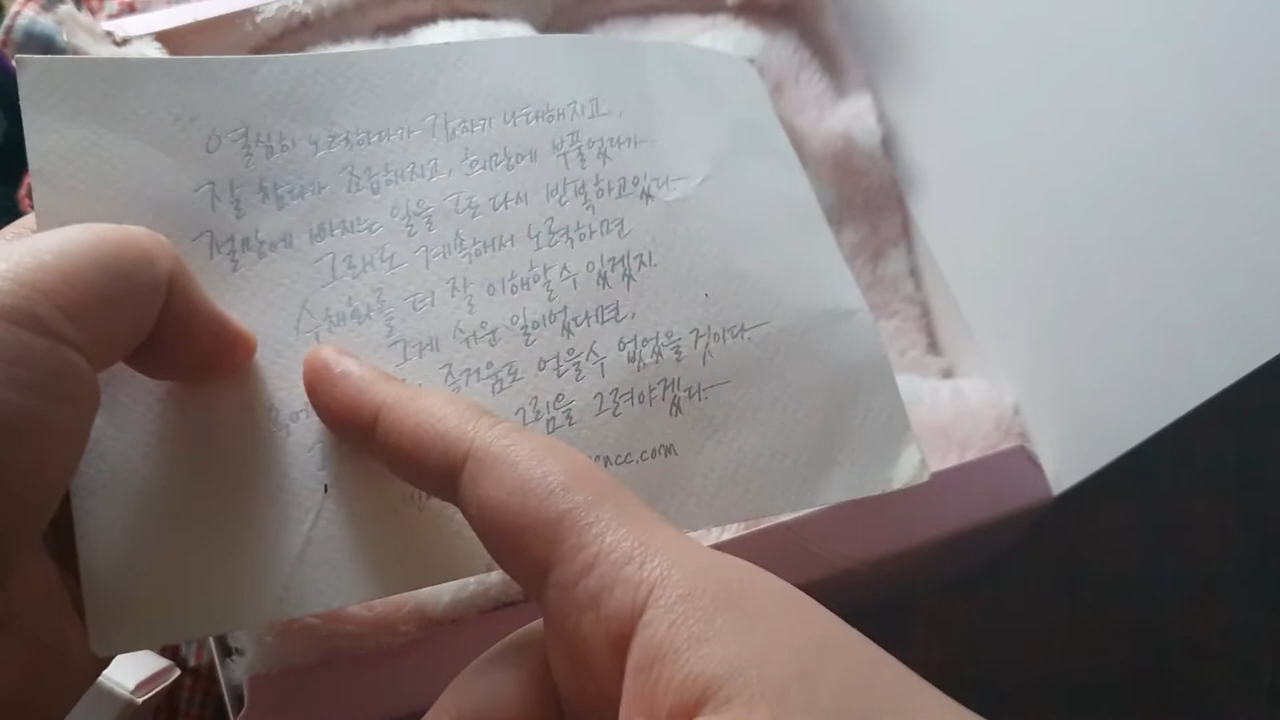 열심히 노력하다가 갑자기 나태해지고,
잘 참다가 조급해지고, 희망에 부풀었다가
절망에 빠지는 일을 또 다시 반복하고있다
그래도 계속해서 노력하면
수채화를 더 잘 이해할수 있겠지.
그게 쉬운 일이었다면,
즐거움도 얻을수 없었을 것이다
그림을 그려야겠다
ncc.com